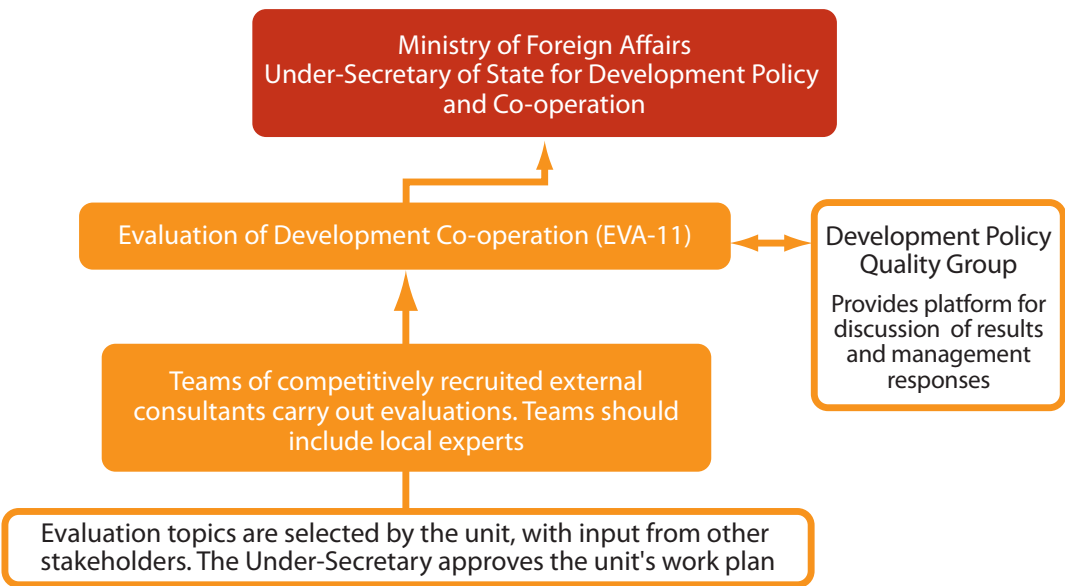 Ministry of Foreign Affairs
Under-Secretary of State for Development Policy
and Co-operation
Evaluation of Development Co-operation (EVA-11)
Development Policy
Quality Group
Provides platform for
discussion of results
and management
responses
Teams of competitively recruited external
consultants carry out evaluations. Teams should
include local experts
Evaluation topics are selected by the unit, with input from other
stakeholders. The Under-Secretary approves the unit's work plan